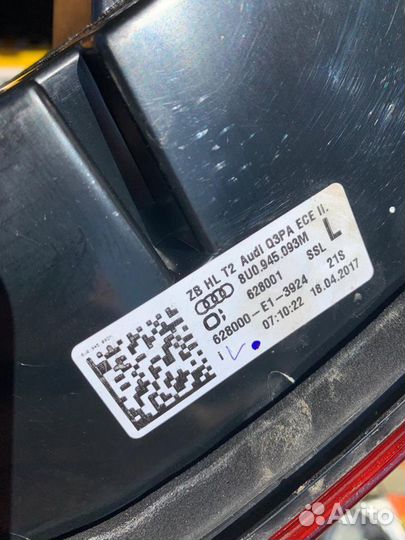 ZB HL T2 Audi Q3PA ECE II.
8U0.945.093M L
628001 SSL
628000-E1-3924 21S
07:10:22 18.04.2017
Avito